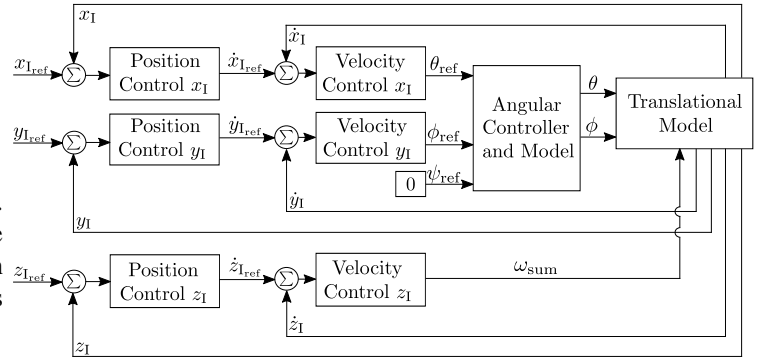 x_I
ẋ_I
x_I_ref
Σ
Position
Control x_I
ẋ_I_ref
Σ
Velocity
Control x_I
θ_ref
Angular
Controller
and Model
θ
ϕ
Translational
Model
y_I_ref
Σ
Position
Control y_I
ẏ_I_ref
Σ
Velocity
Control y_I
ϕ_ref
0
ψ_ref
ẏ_I
y_I
z_I_ref
Σ
Position
Control z_I
ż_I_ref
Σ
Velocity
Control z_I
ω_sum
ż_I
z_I